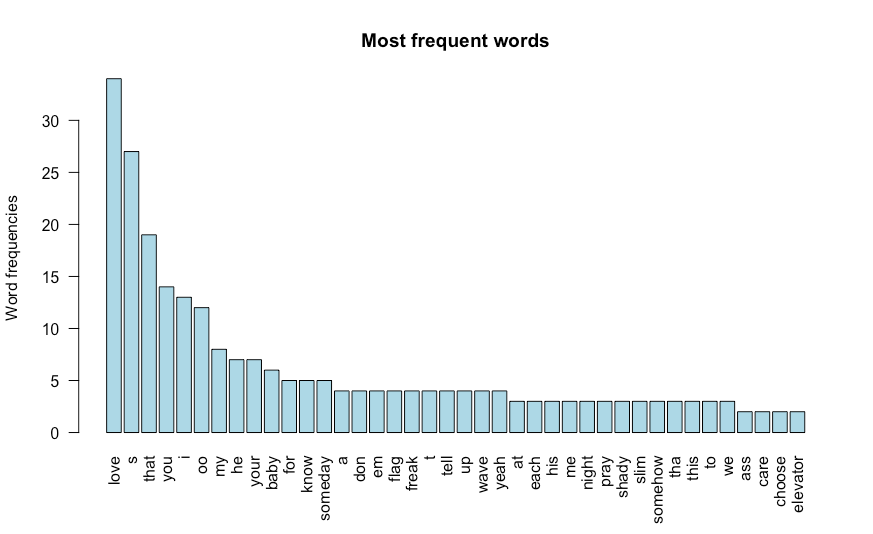 Most frequent words
Word frequencies
30
25
20
15
10
5
0
love
s
that
you
i
oo
my
he
your
baby
for
know
someday
a
don
em
flag
freak
t
tell
up
wave
yeah
at
each
his
me
night
pray
shady
slim
somehow
tha
this
to
we
ass
care
choose
elevator